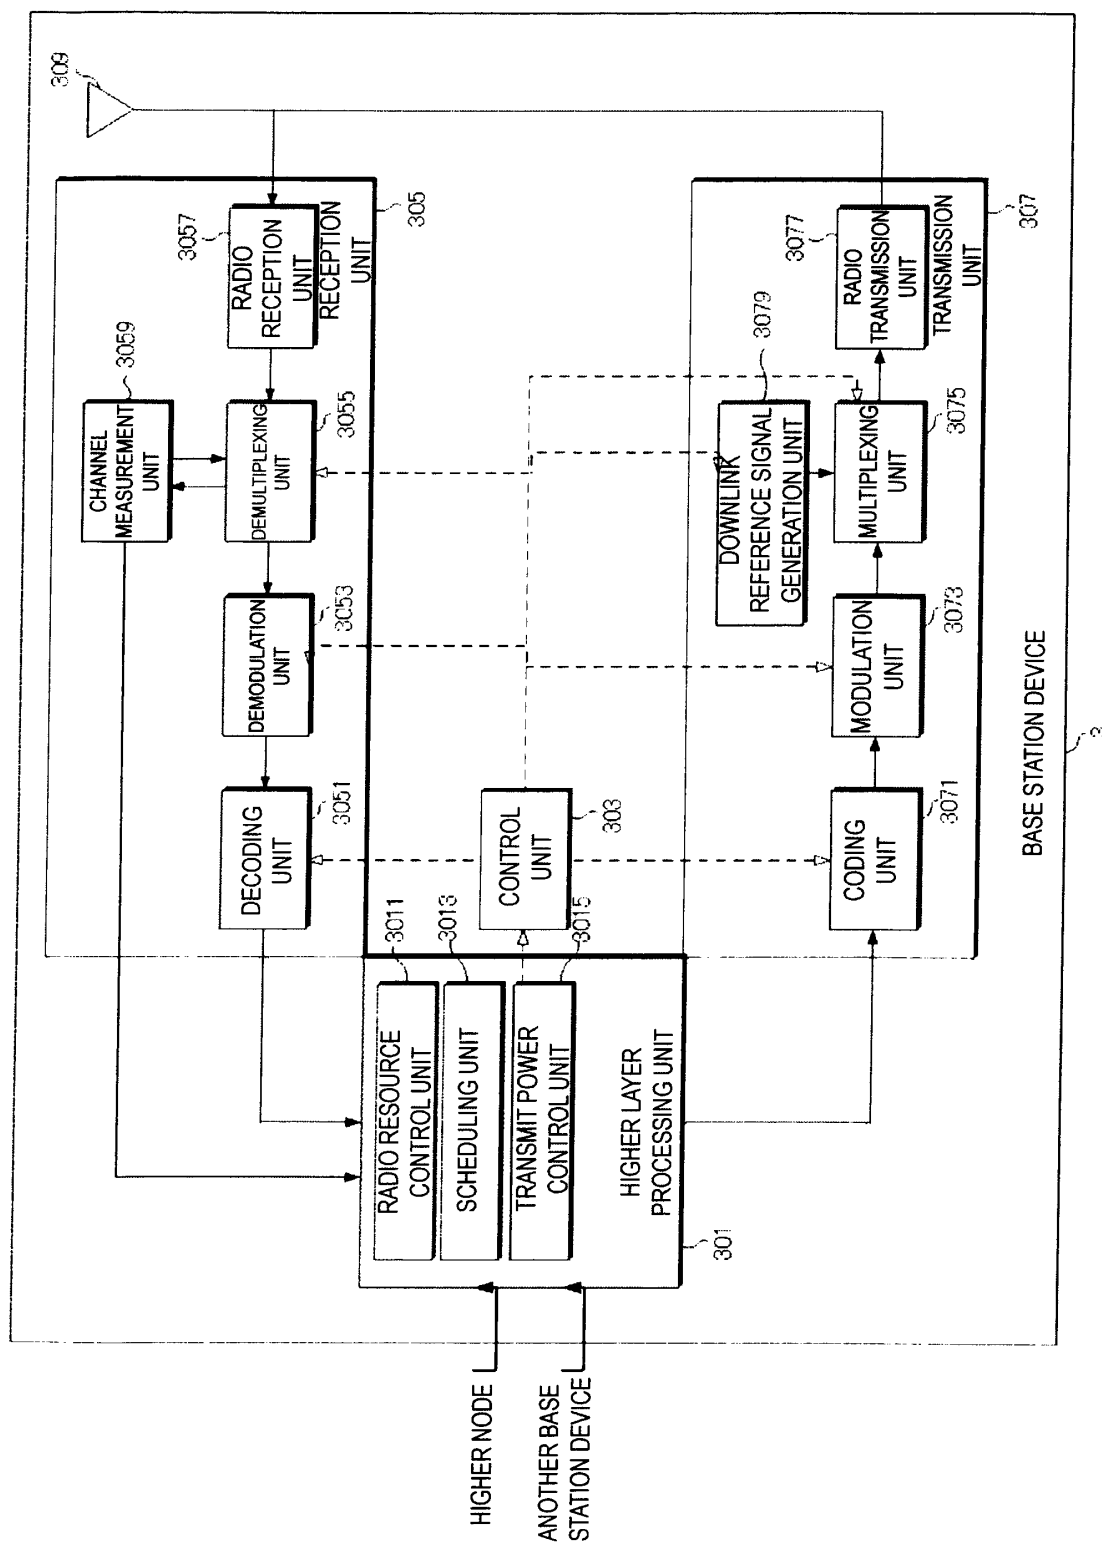 HIGHER NODE
ANOTHER BASE
STATION DEVICE
301
HIGHER LAYER
PROCESSING UNIT
RADIO RESOURCE
CONTROL UNIT
3011
SCHEDULING UNIT
3013
TRANSMIT POWER
CONTROL UNIT
3015
CONTROL
UNIT
303
DECODING
UNIT
3051
DEMODULATION
UNIT
3053
DEMULTIPLEXING
UNIT
3055
CHANNEL
MEASUREMENT
UNIT
3059
RADIO
RECEPTION
UNIT
3057
RECEPTION
UNIT
305
309
CODING
UNIT
3071
MODULATION
UNIT
3073
MULTIPLEXING
UNIT
3075
DOWNLINK
REFERENCE SIGNAL
GENERATION UNIT
3079
RADIO
TRANSMISSION
UNIT
3077
TRANSMISSION
UNIT
307
BASE STATION DEVICE
3